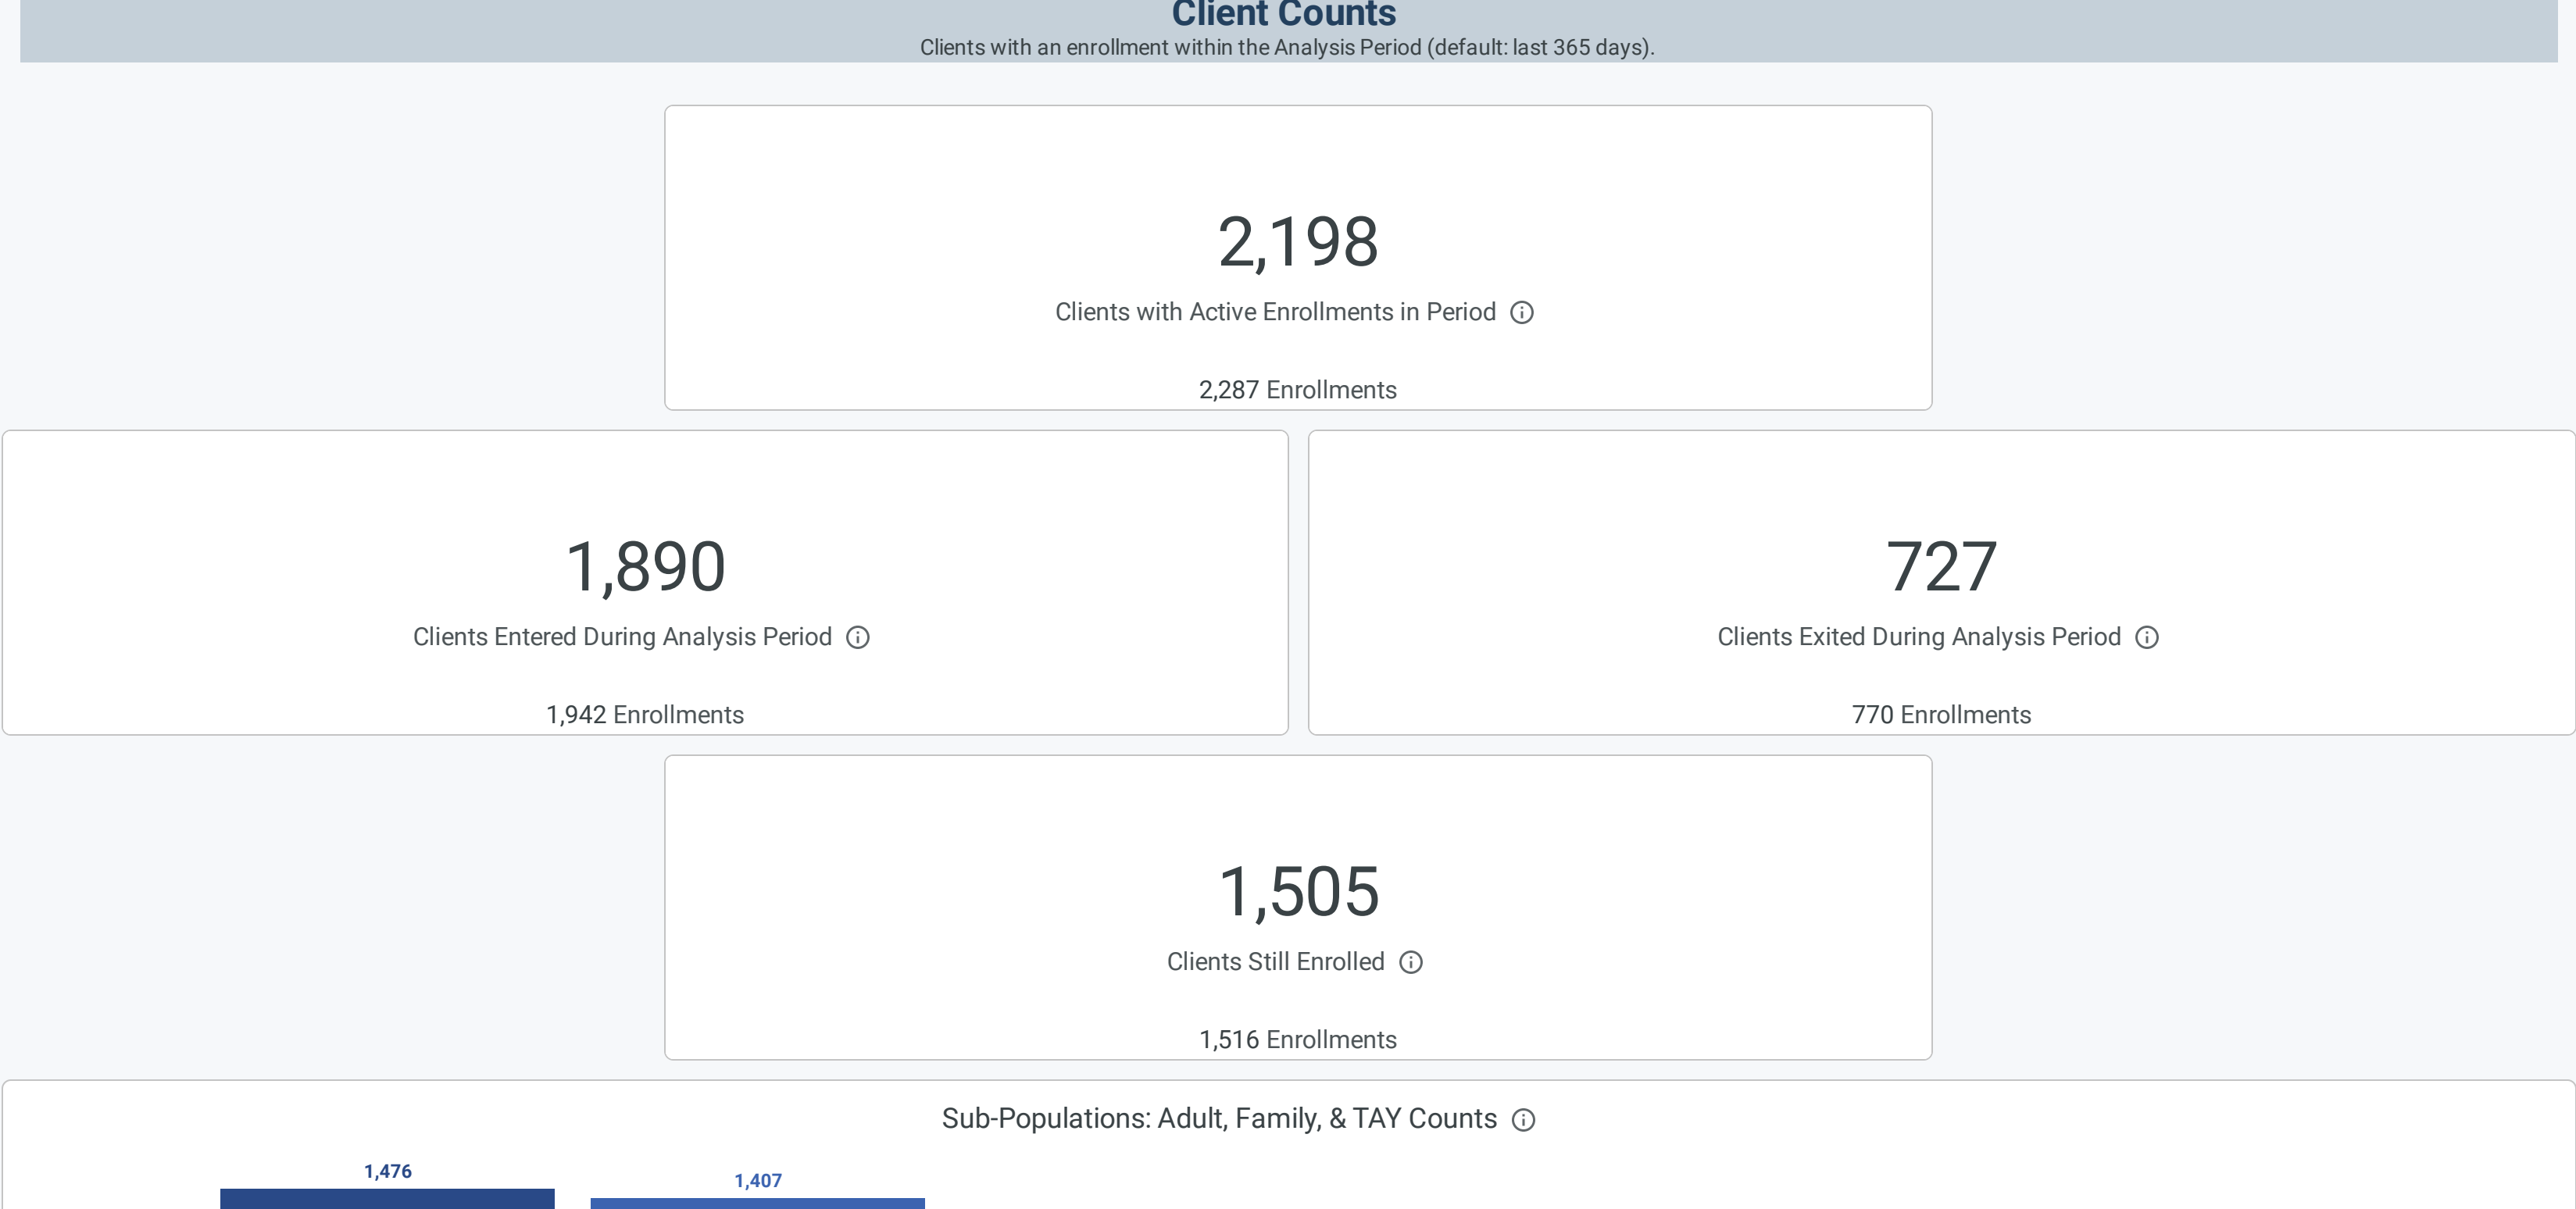 Client Counts
Clients with an enrollment within the Analysis Period (default: last 365 days).
2,198
Clients with Active Enrollments in Period
2,287 Enrollments
1,890
Clients Entered During Analysis Period
1,942 Enrollments
727
Clients Exited During Analysis Period
770 Enrollments
1,505
Clients Still Enrolled
1,516 Enrollments
Sub-Populations: Adult, Family, & TAY Counts
1,476
1,407